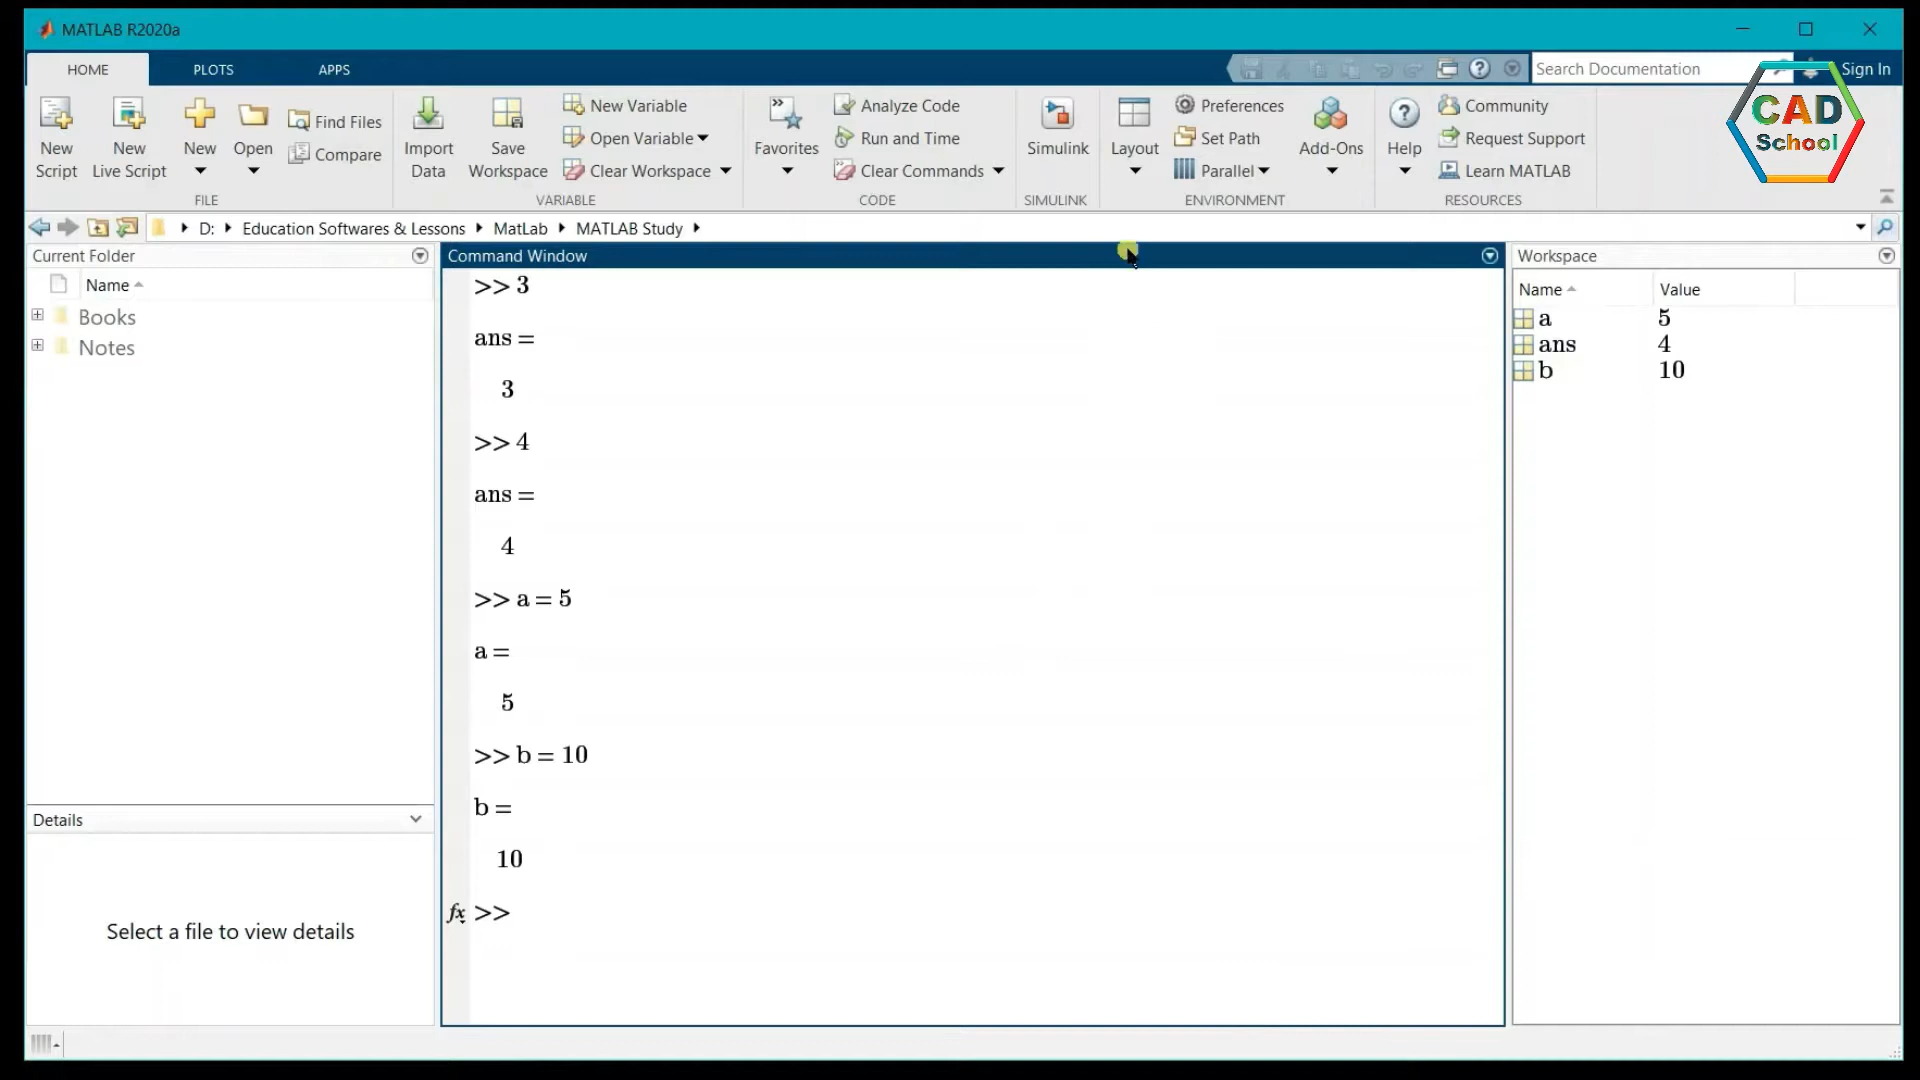 MATLAB R2020a
HOME PLOTS APPS
Search Documentation Sign In
CAD School
New Script
New Live Script
New
Open
Find Files
Compare
FILE
Import Data
Save Workspace
New Variable
Open Variable
Clear Workspace
VARIABLE
Favorites
Analyze Code
Run and Time
Clear Commands
CODE
Simulink
SIMULINK
Layout
Preferences
Set Path
Parallel
Add-Ons
ENVIRONMENT
Help
Community
Request Support
Learn MATLAB
RESOURCES
D: Education Softwares & Lessons MatLab MATLAB Study
Current Folder
Name
Books
Notes
Details
Select a file to view details
Command Window
>> 3
ans =
3
>> 4
ans =
4
>> a = 5
a =
5
>> b = 10
b =
10
fx >>
Workspace
Name Value
a 5
ans 4
b 10